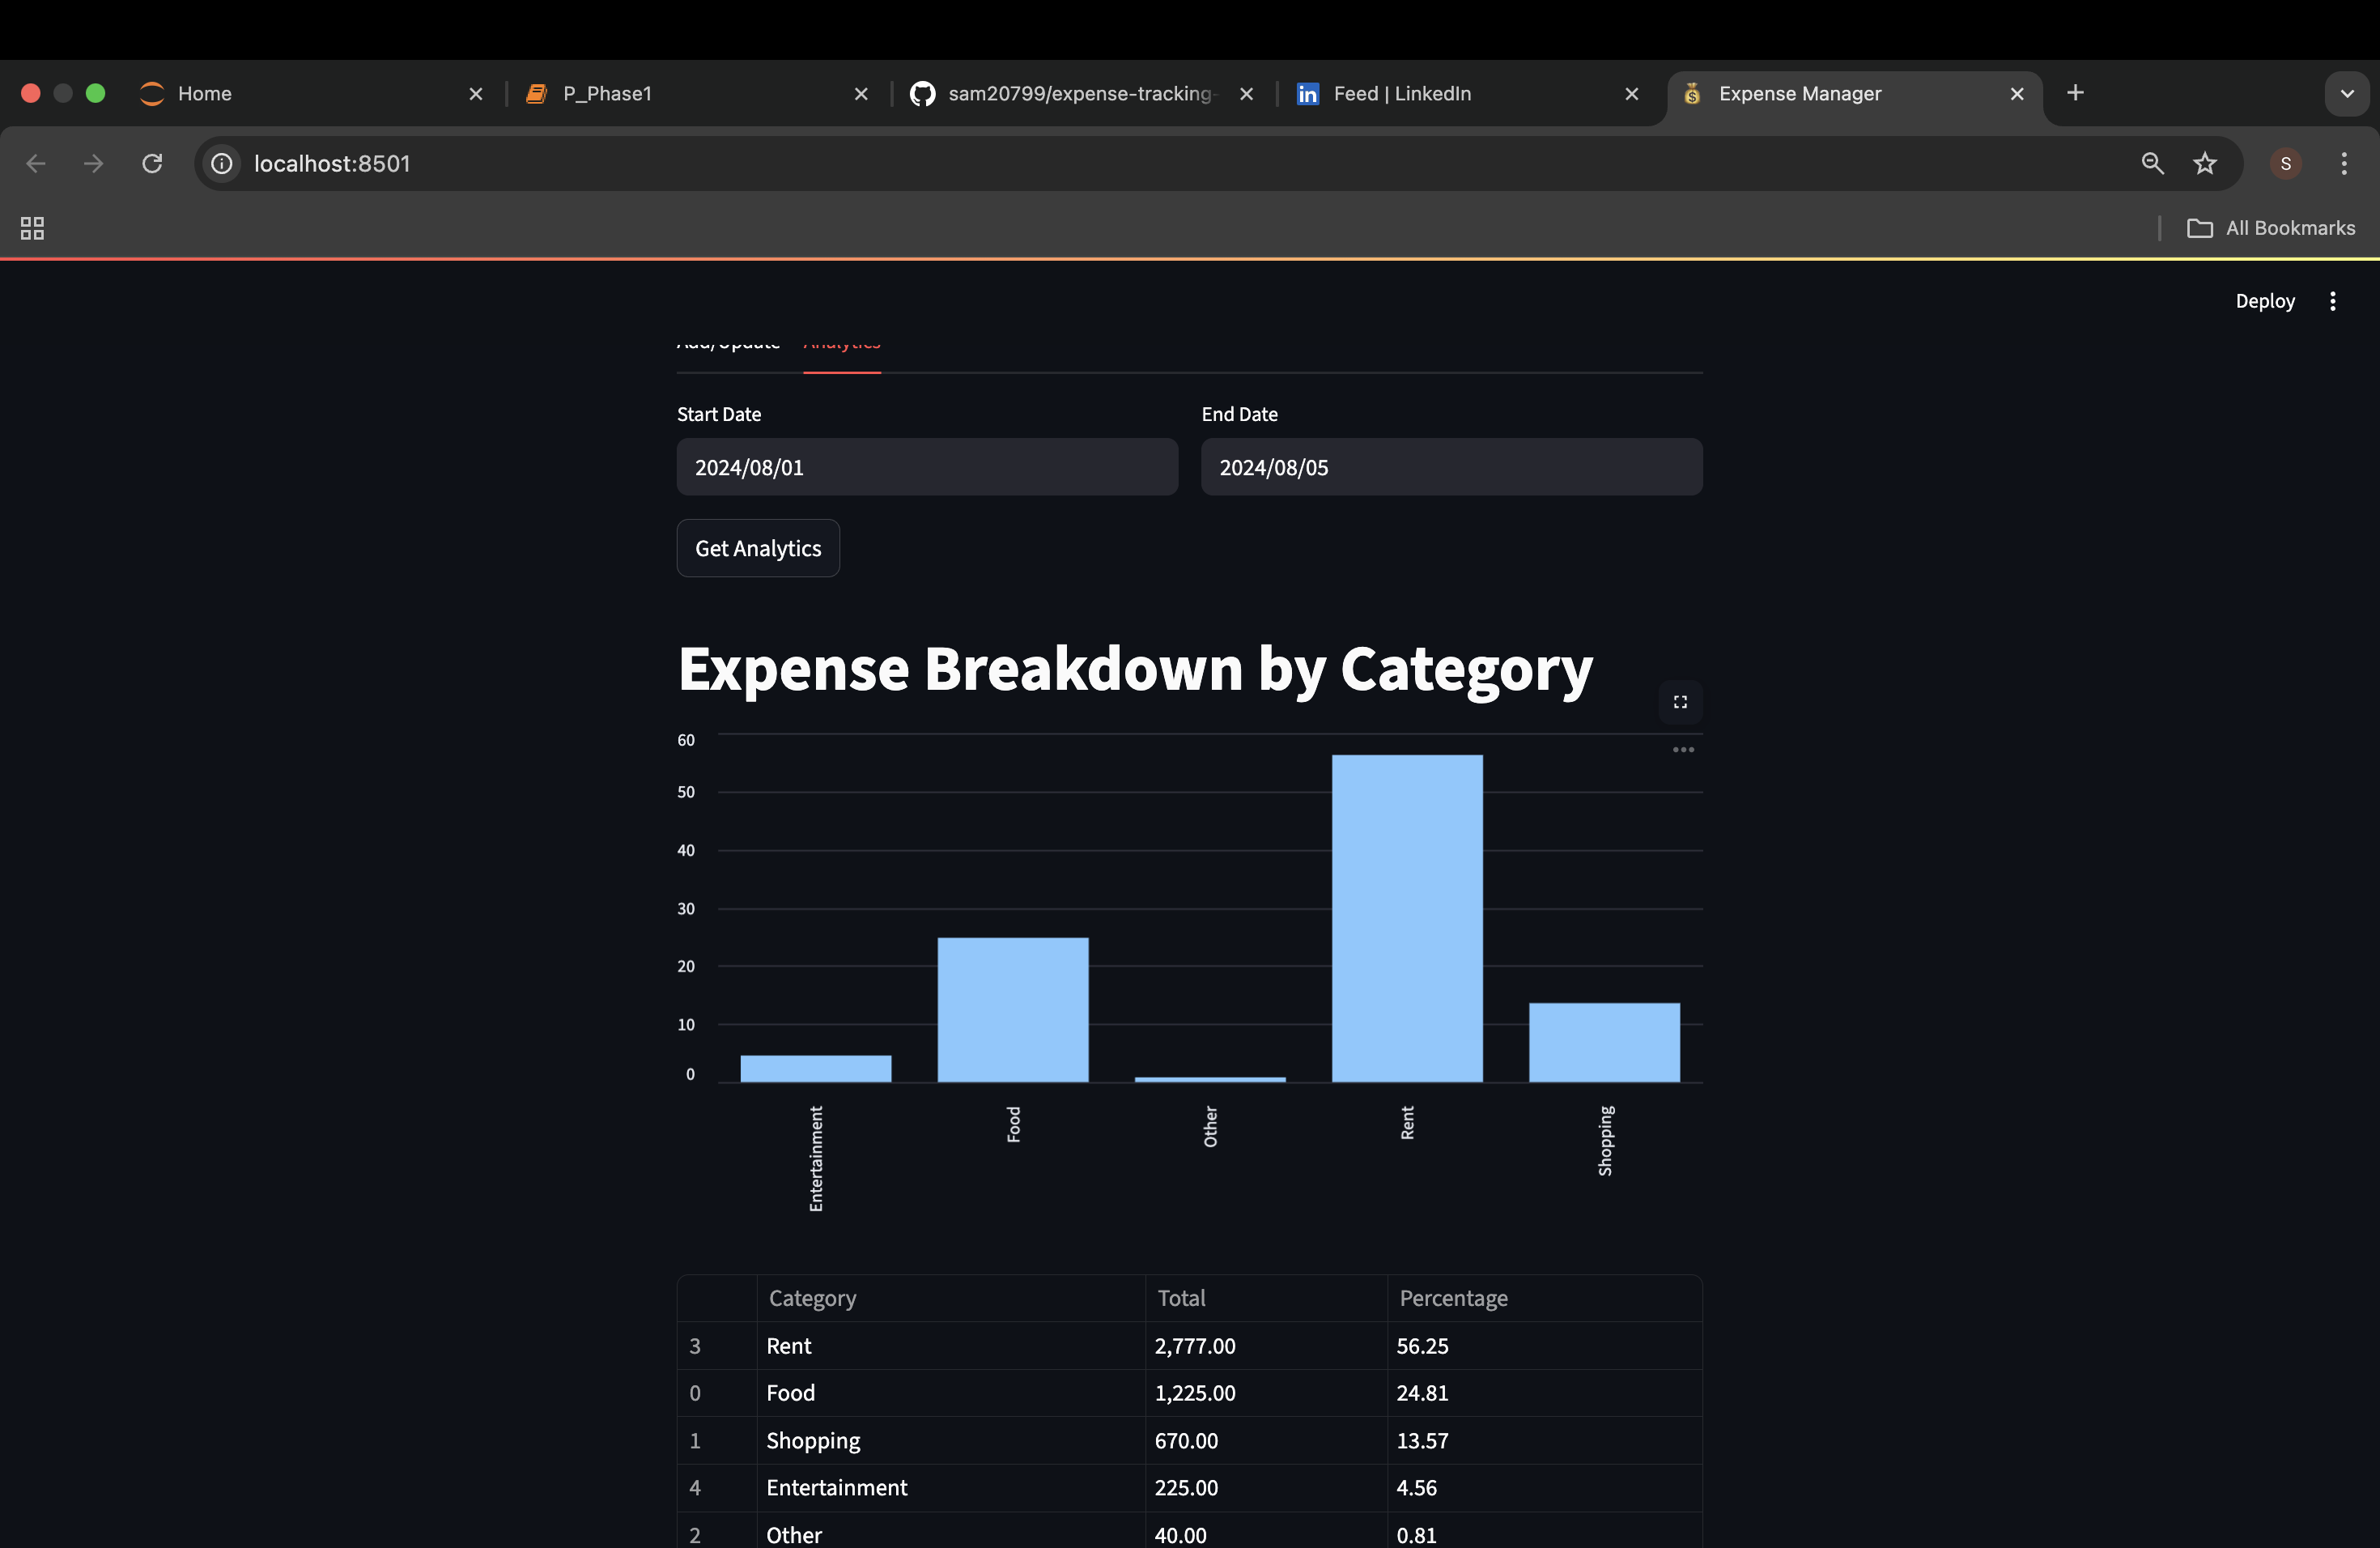 Home
P_Phase1
sam20799/expense-tracking-
Feed | LinkedIn
Expense Manager
localhost:8501
S
All Bookmarks
Deploy
Add/Update Analytics
Start Date End Date
2024/08/01 2024/08/05
Get Analytics
Expense Breakdown by Category
60
50
40
30
20
10
0
Entertainment
Food
Other
Rent
Shopping
Category Total Percentage
3 Rent 2,777.00 56.25
0 Food 1,225.00 24.81
1 Shopping 670.00 13.57
4 Entertainment 225.00 4.56
2 Other 40.00 0.81